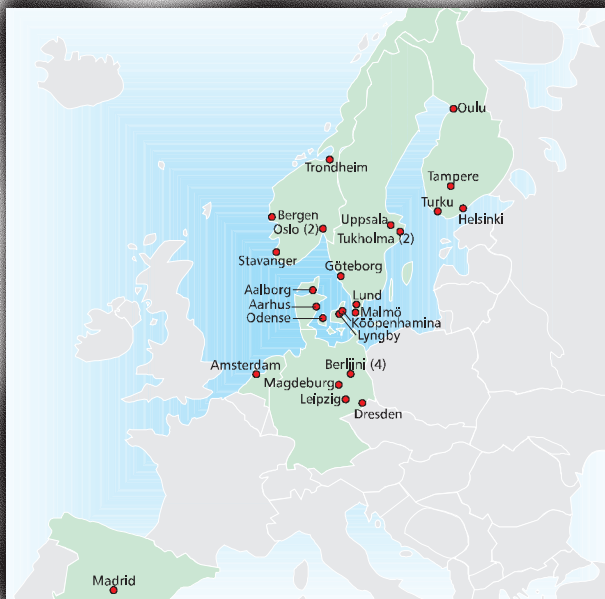 Oulu
Trondheim
Tampere
Turku
Helsinki
Bergen
Uppsala
Oslo (2)
Tukholma (2)
Stavanger
Göteborg
Aalborg
Lund
Aarhus
Malmö
Odense
Kööpenhamina
Lyngby
Amsterdam
Berliini (4)
Magdeburg
Leipzig
Dresden
Madrid